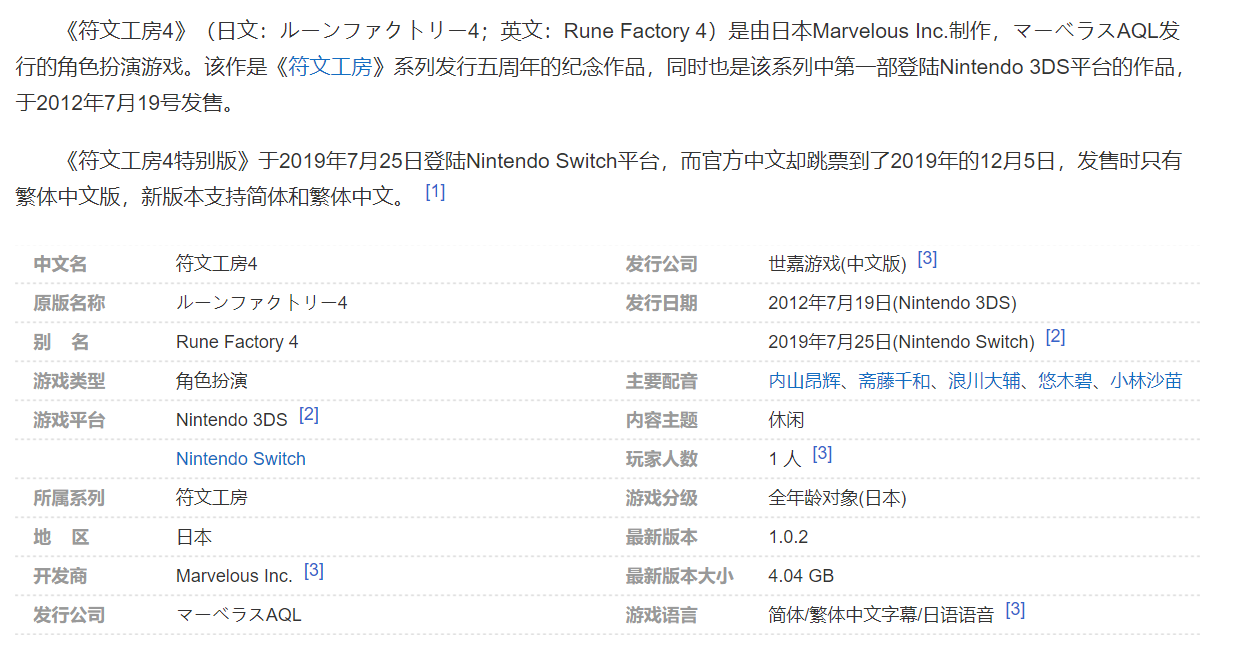 《符文工房4》（日文：ルーンファクトリー4；英文：Rune Factory 4）是由日本Marvelous Inc.制作，マーベラスAQL发
行的角色扮演游戏。该作是《符文工房》系列发行五周年的纪念作品，同时也是该系列中第一部登陆Nintendo 3DS平台的作品，
于2012年7月19号发售。
《符文工房4特别版》于2019年7月25日登陆Nintendo Switch平台，而官方中文却跳票到了2019年的12月5日，发售时只有
繁体中文版，新版本支持简体和繁体中文。 [1]
中文名 符文工房4 发行公司 世嘉游戏(中文版) [3]
原版名称 ルーンファクトリー4 发行日期 2012年7月19日(Nintendo 3DS)
别 名 Rune Factory 4 2019年7月25日(Nintendo Switch) [2]
游戏类型 角色扮演 主要配音 内山昂辉、斋藤千和、浪川大辅、悠木碧、小林沙苗
游戏平台 Nintendo 3DS [2] 内容主题 休闲
Nintendo Switch 玩家人数 1 人 [3]
所属系列 符文工房 游戏分级 全年龄对象(日本)
地 区 日本 最新版本 1.0.2
开发商 Marvelous Inc. [3] 最新版本大小 4.04 GB
发行公司 マーベラスAQL 游戏语言 简体/繁体中文字幕/日语语音 [3]